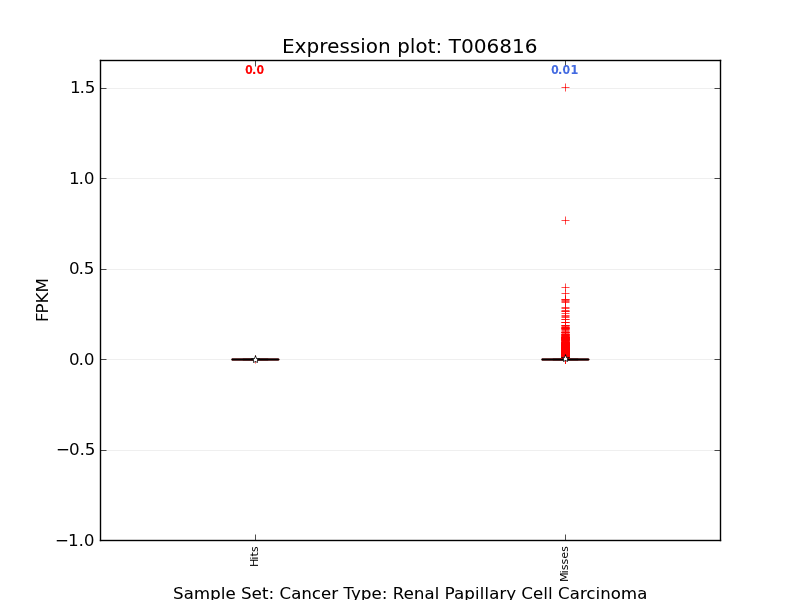 Expression plot: T006816
0.0
0.01
1.5
1.0
0.5
0.0
−0.5
−1.0
FPKM
Hits
Misses
Sample Set: Cancer Type: Renal Papillary Cell Carcinoma